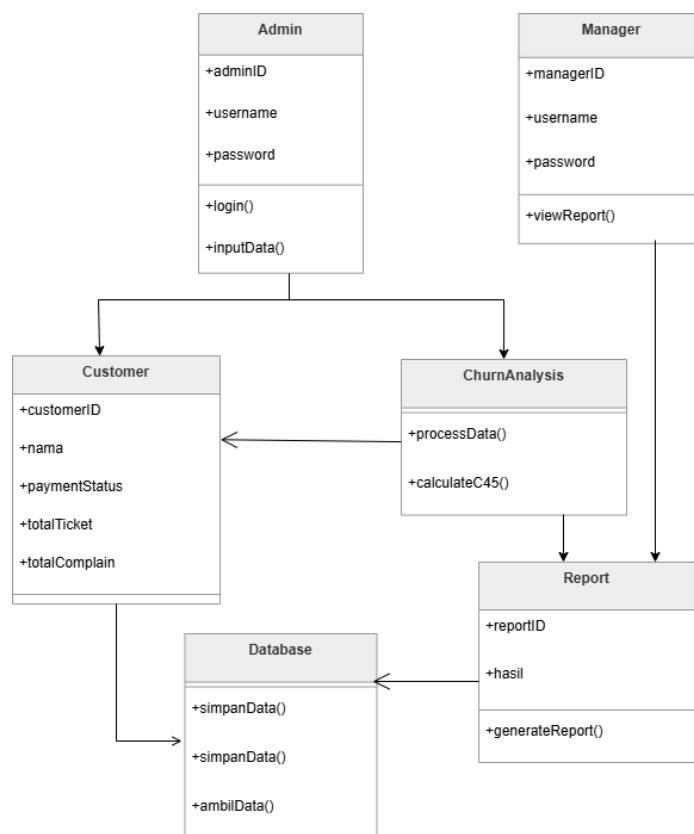 Admin
+adminID
+username
+password
+login()
+inputData()
Manager
+managerID
+username
+password
+viewReport()
Customer
+customerID
+nama
+paymentStatus
+totalTicket
+totalComplain
ChurnAnalysis
+processData()
+calculateC45()
Report
+reportID
+hasil
+generateReport()
Database
+simpanData()
+simpanData()
+ambilData()